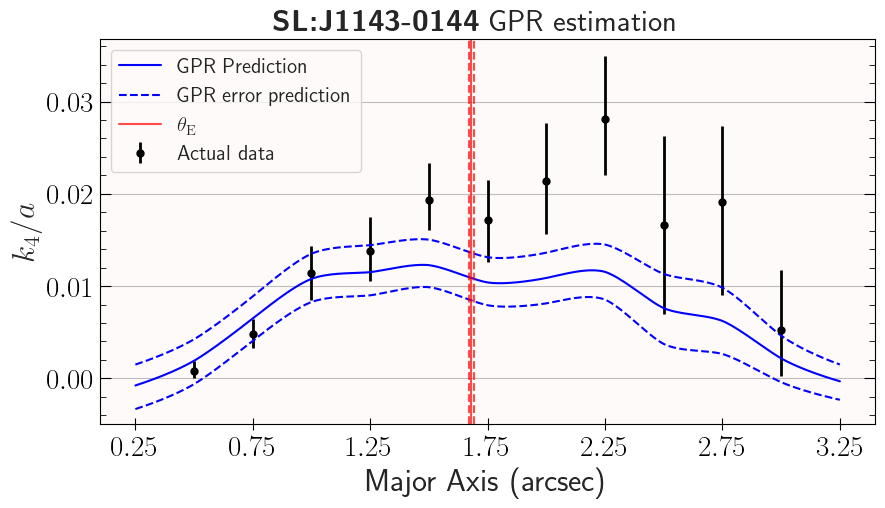 SL:J1143-0144 GPR estimation
GPR Prediction
GPR error prediction
θ_E
Actual data
0.03
0.02
0.01
0.00
k₄/a
0.25 0.75 1.25 1.75 2.25 2.75 3.25
Major Axis (arcsec)